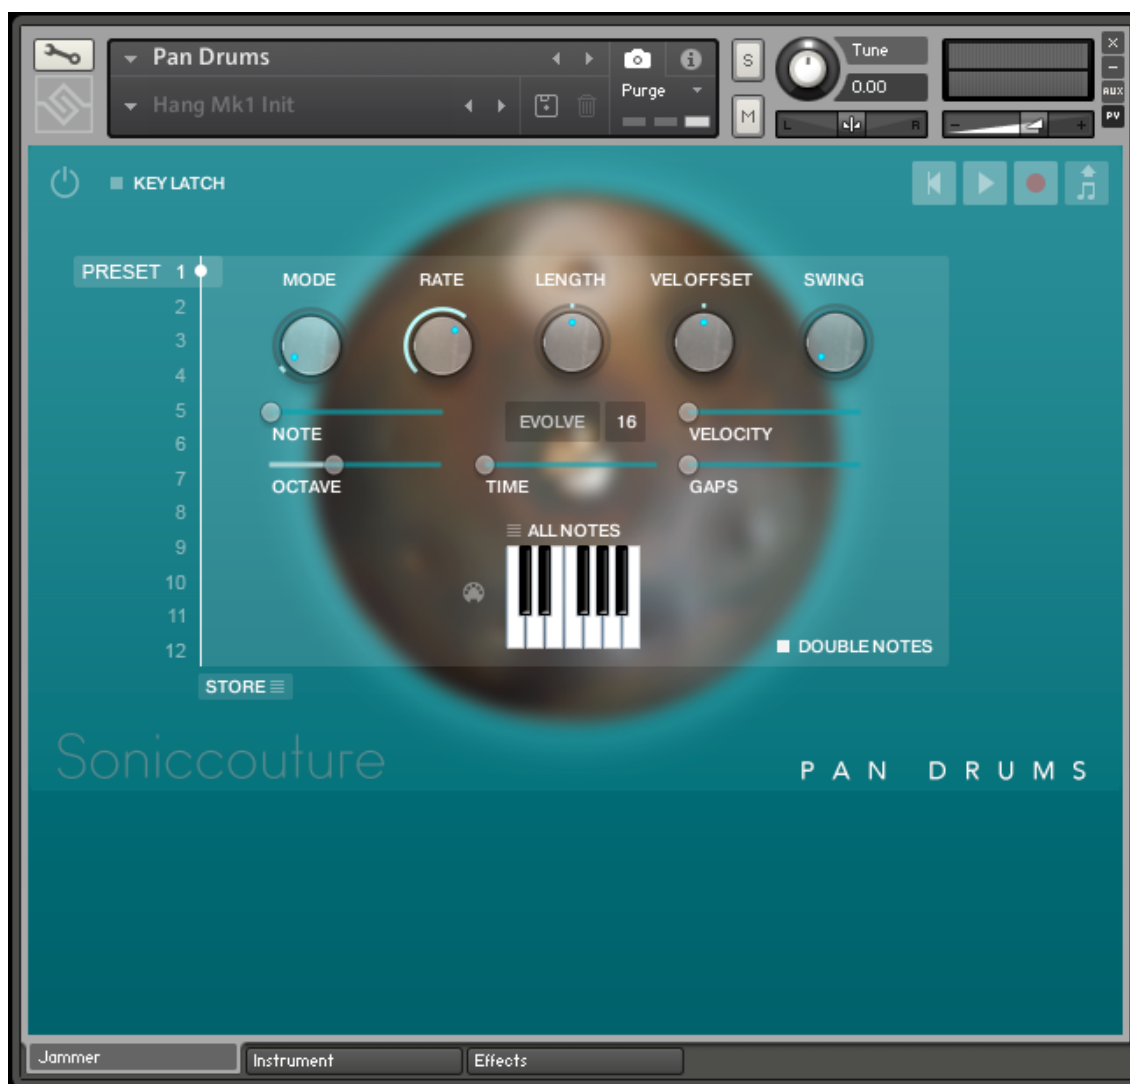 Pan Drums
Hang Mk1 Init
Purge
S
M
Tune
0.00
L
R
-
+
X
-
AUX
PV
KEY LATCH
PRESET 1
2
3
4
5
6
7
8
9
10
11
12
MODE
RATE
LENGTH
VEL OFFSET
SWING
NOTE
EVOLVE
16
VELOCITY
OCTAVE
TIME
GAPS
ALL NOTES
DOUBLE NOTES
STORE
Soniccouture
PAN DRUMS
Jammer
Instrument
Effects